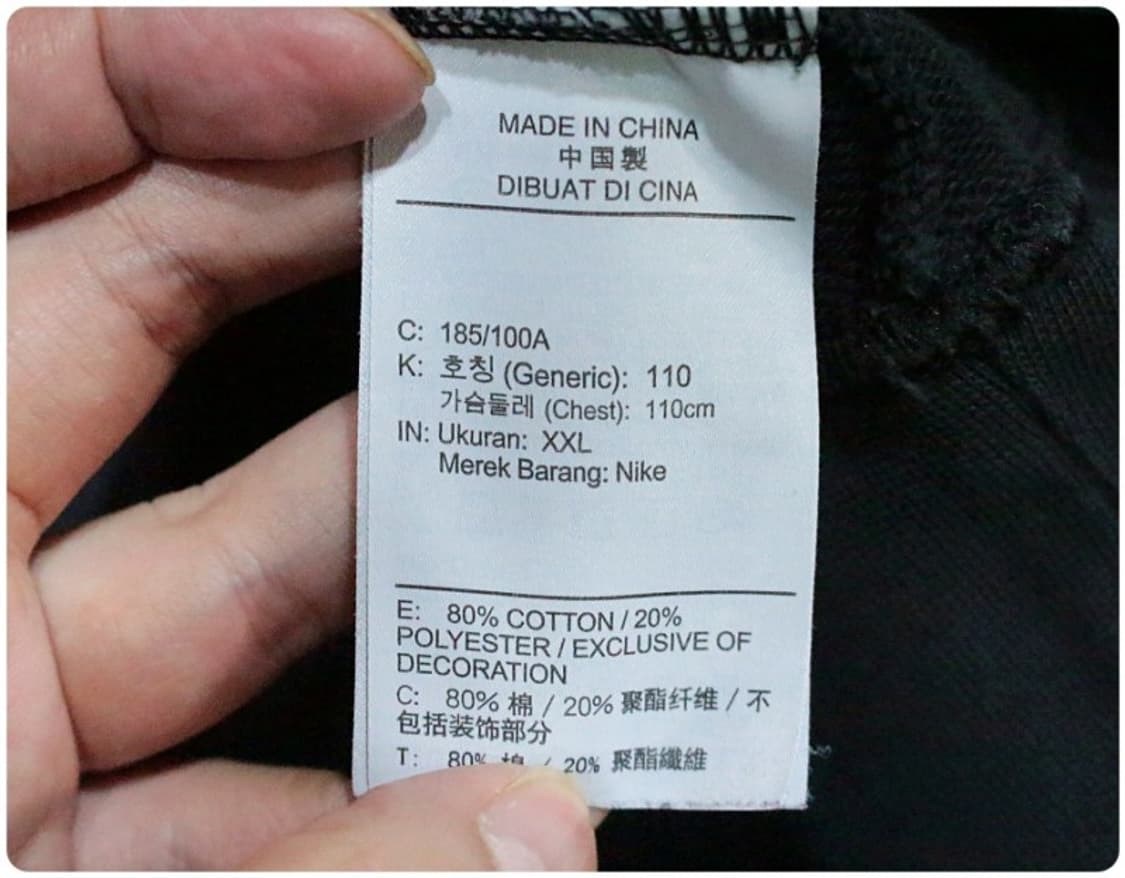 MADE IN CHINA
中国製
DIBUAT DI CINA
C: 185/100A
K: 호칭 (Generic): 110
가슴둘레 (Chest): 110cm
IN: Ukuran: XXL
Merek Barang: Nike
E: 80% COTTON / 20%
POLYESTER / EXCLUSIVE OF
DECORATION
C: 80% 棉 / 20% 聚酯纤维 / 不
包括装饰部分
T: 80% 棉 / 20% 聚酯纖維